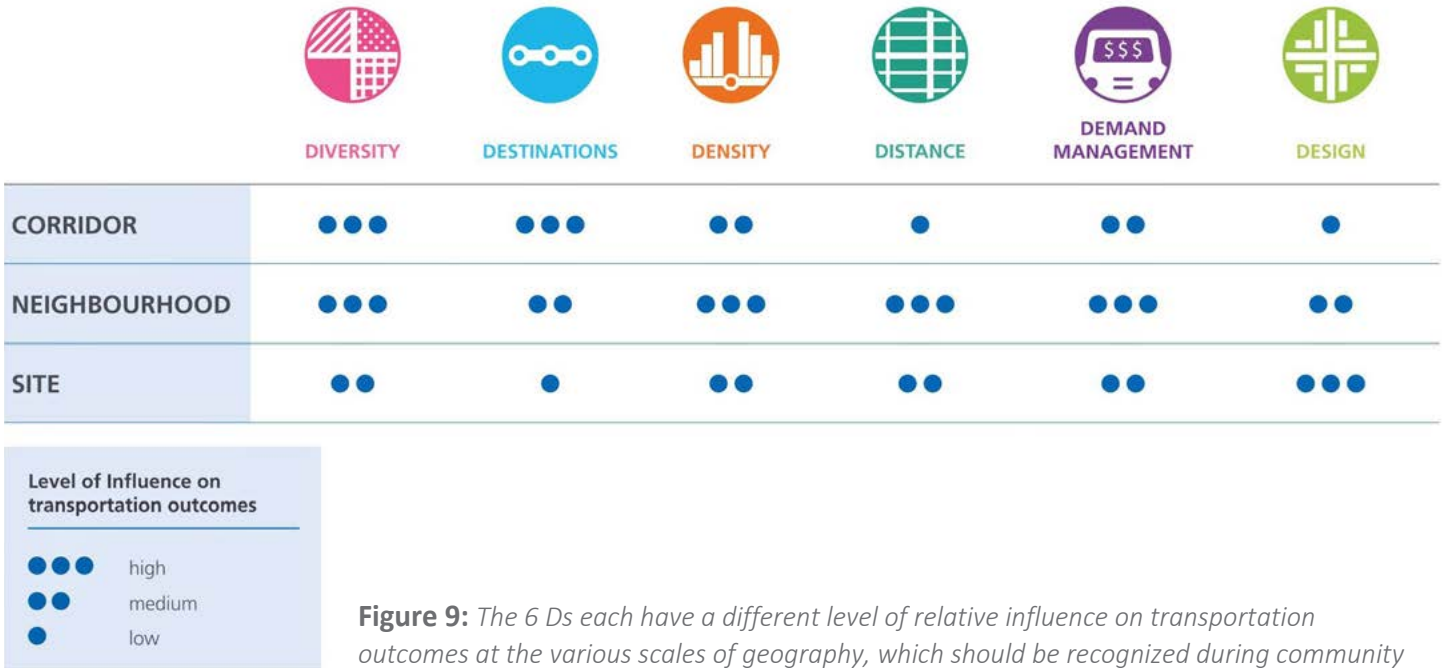 $$$
DIVERSITY
DESTINATIONS
DENSITY
DISTANCE
DEMAND
MANAGEMENT
DESIGN
CORRIDOR
NEIGHBOURHOOD
SITE
Level of Influence on
transportation outcomes
high
medium
low
Figure 9: The 6 Ds each have a different level of relative influence on transportation
outcomes at the various scales of geography, which should be recognized during community